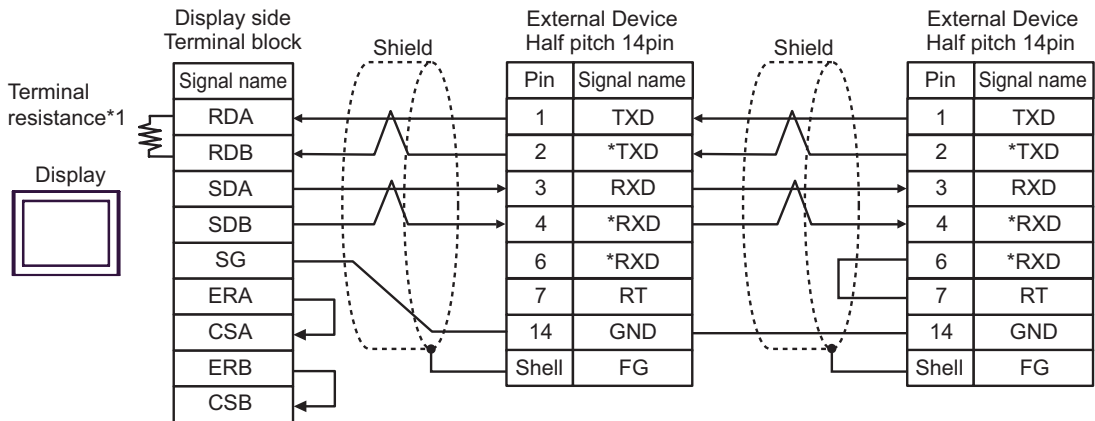 Display side
Terminal block
Shield
External Device
Half pitch 14pin
Shield
External Device
Half pitch 14pin
Terminal
resistance*1
Display
Signal name
RDA
RDB
SDA
SDB
SG
ERA
CSA
ERB
CSB
Pin Signal name
1 TXD
2 *TXD
3 RXD
4 *RXD
6 *RXD
7 RT
14 GND
Shell FG
Pin Signal name
1 TXD
2 *TXD
3 RXD
4 *RXD
6 *RXD
7 RT
14 GND
Shell FG